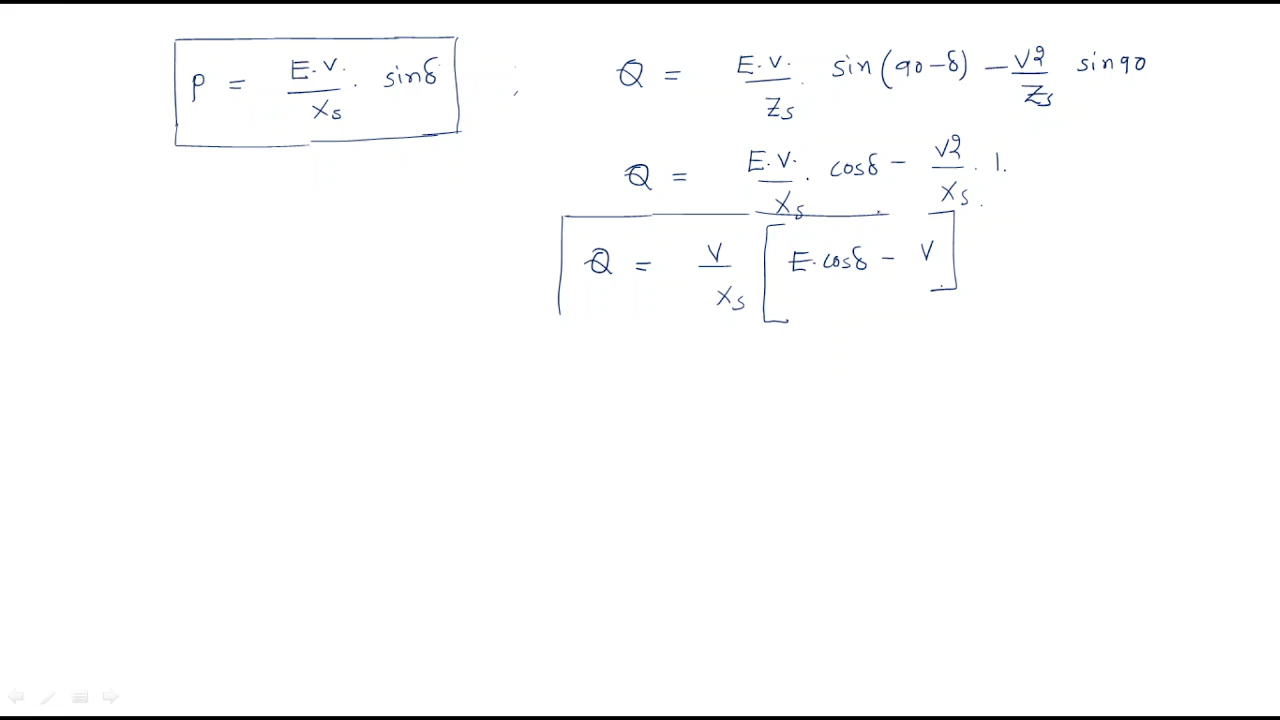 P = E.V. / Xs . sinδ
Q = E.V. / Zs . sin(90-δ) - V² / Zs sin90
Q = E.V. / Xs . cosδ - V² / Xs . 1.
Q = V / Xs [E.cosδ - V]